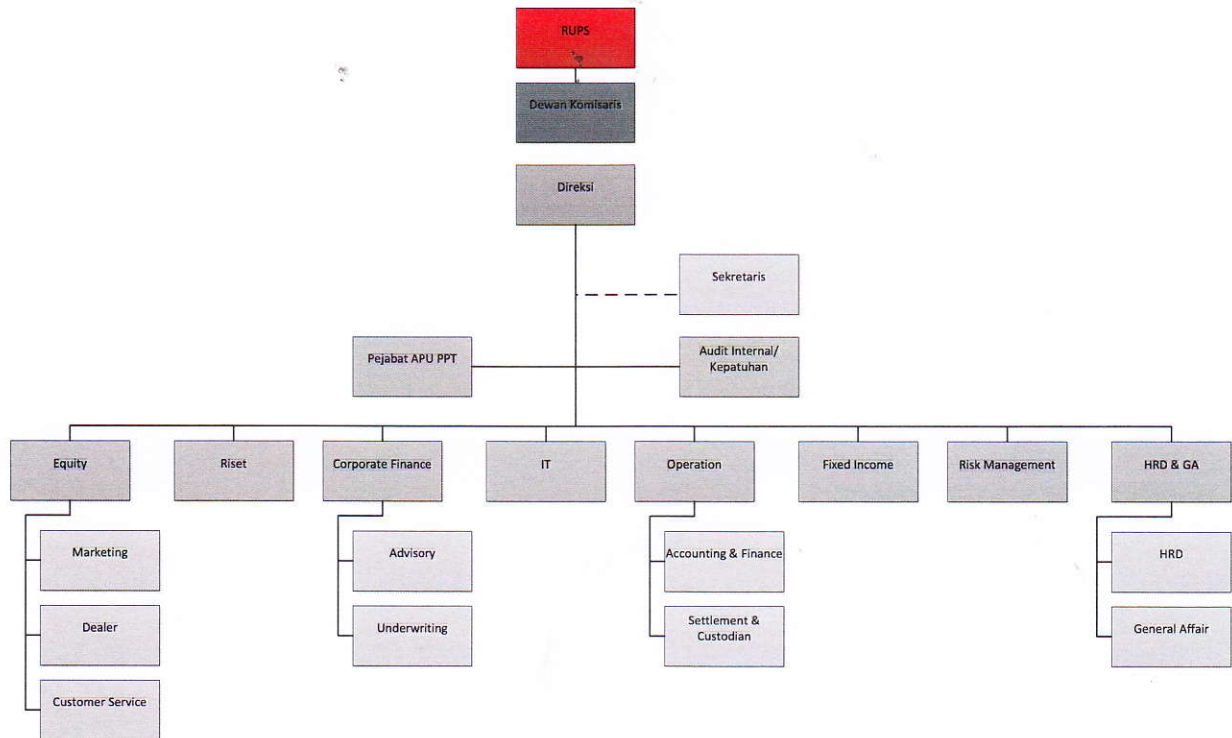 RUPS
Dewan Komisaris
Direksi
Sekretaris
Pejabat APU PPT
Audit Internal/
Kepatuhan
Equity
Riset
Corporate Finance
IT
Operation
Fixed Income
Risk Management
HRD & GA
Marketing
Advisory
Accounting & Finance
HRD
Dealer
Underwriting
Settlement &
Custodian
General Affair
Customer Service